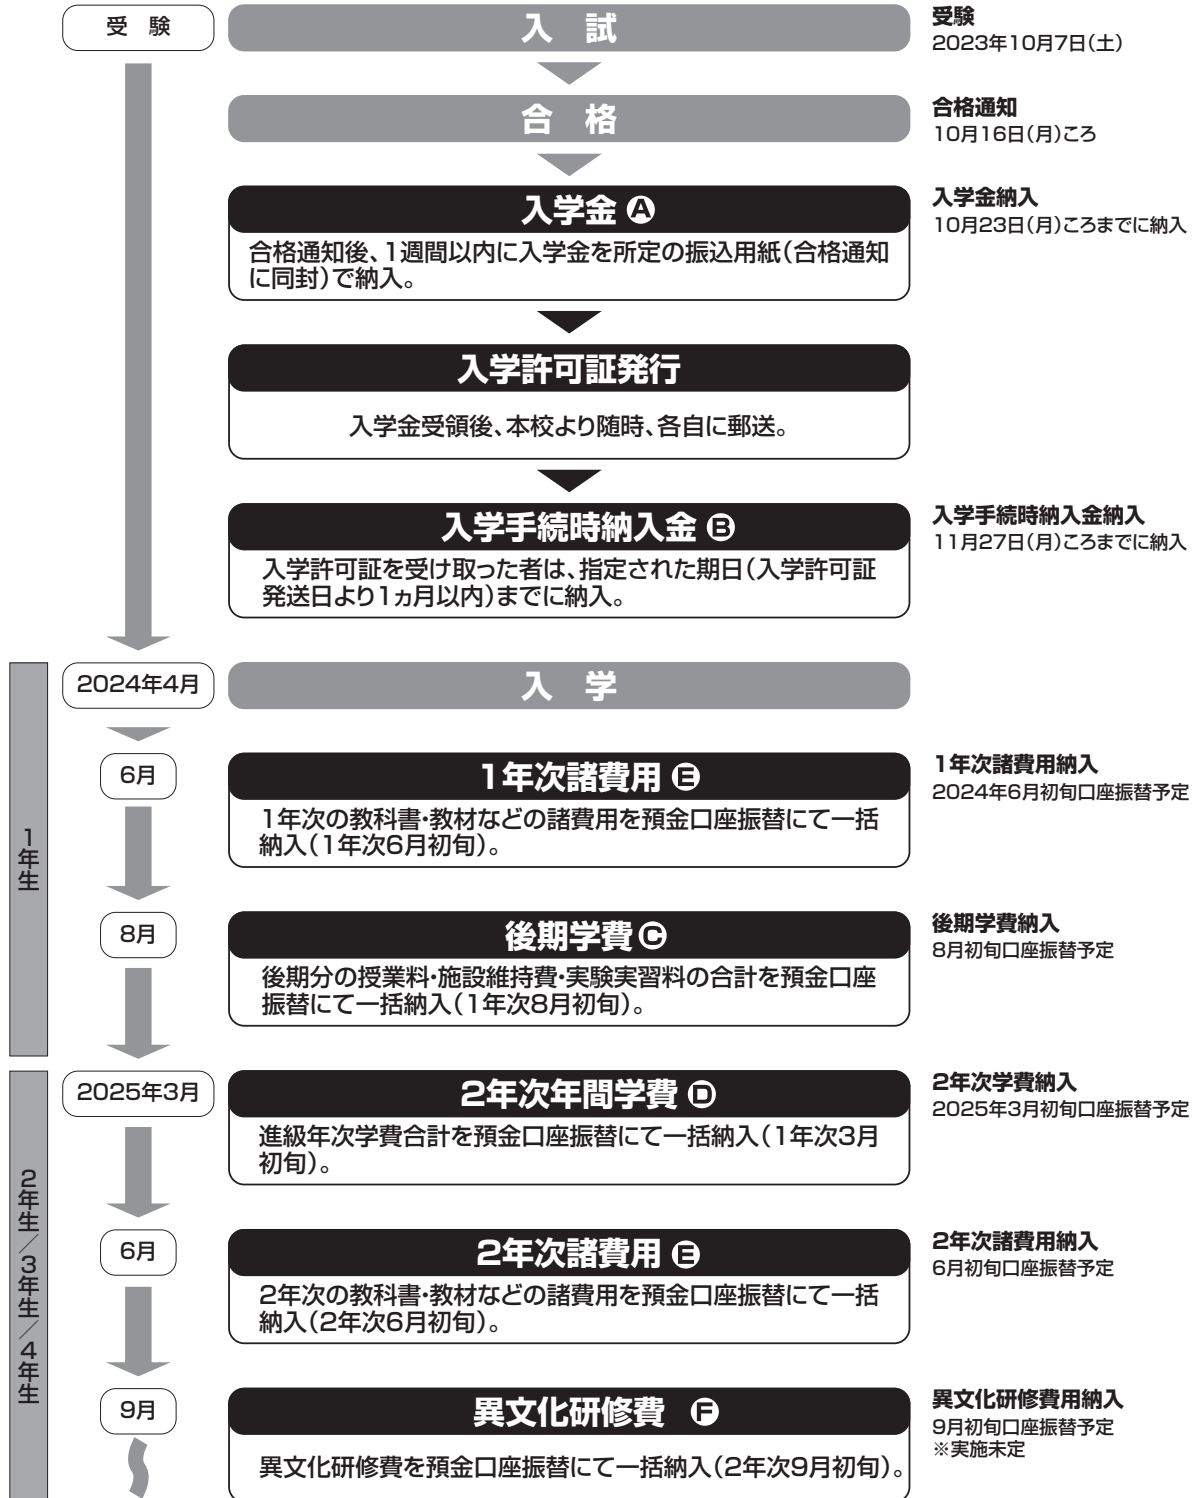 受 験
入 試
受験
2023年10月7日(土)
合 格
合格通知
10月16日(月)ころ
入学金 A
合格通知後、1週間以内に入学金を所定の振込用紙(合格通知
に同封)で納入。
入学金納入
10月23日(月)ころまでに納入
入学許可証発行
入学金受領後、本校より随時、各自に郵送。
入学手続時納入金 B
入学許可証を受け取った者は、指定された期日(入学許可証
発送日より1ヵ月以内)までに納入。
入学手続時納入金納入
11月27日(月)ころまでに納入
1年生
2024年4月
入 学
6月
1年次諸費用 E
1年次の教科書・教材などの諸費用を預金口座振替にて一括
納入(1年次6月初旬)。
1年次諸費用納入
2024年6月初旬口座振替予定
8月
後期学費 C
後期分の授業料・施設維持費・実験実習料の合計を預金口座
振替にて一括納入(1年次8月初旬)。
後期学費納入
8月初旬口座振替予定
2年生/3年生/4年生
2025年3月
2年次年間学費 D
進級年次学費合計を預金口座振替にて一括納入(1年次3月
初旬)。
2年次学費納入
2025年3月初旬口座振替予定
6月
2年次諸費用 E
2年次の教科書・教材などの諸費用を預金口座振替にて一括
納入(2年次6月初旬)。
2年次諸費用納入
6月初旬口座振替予定
9月
異文化研修費 F
異文化研修費を預金口座振替にて一括納入(2年次9月初旬)。
異文化研修費用納入
9月初旬口座振替予定
※実施未定